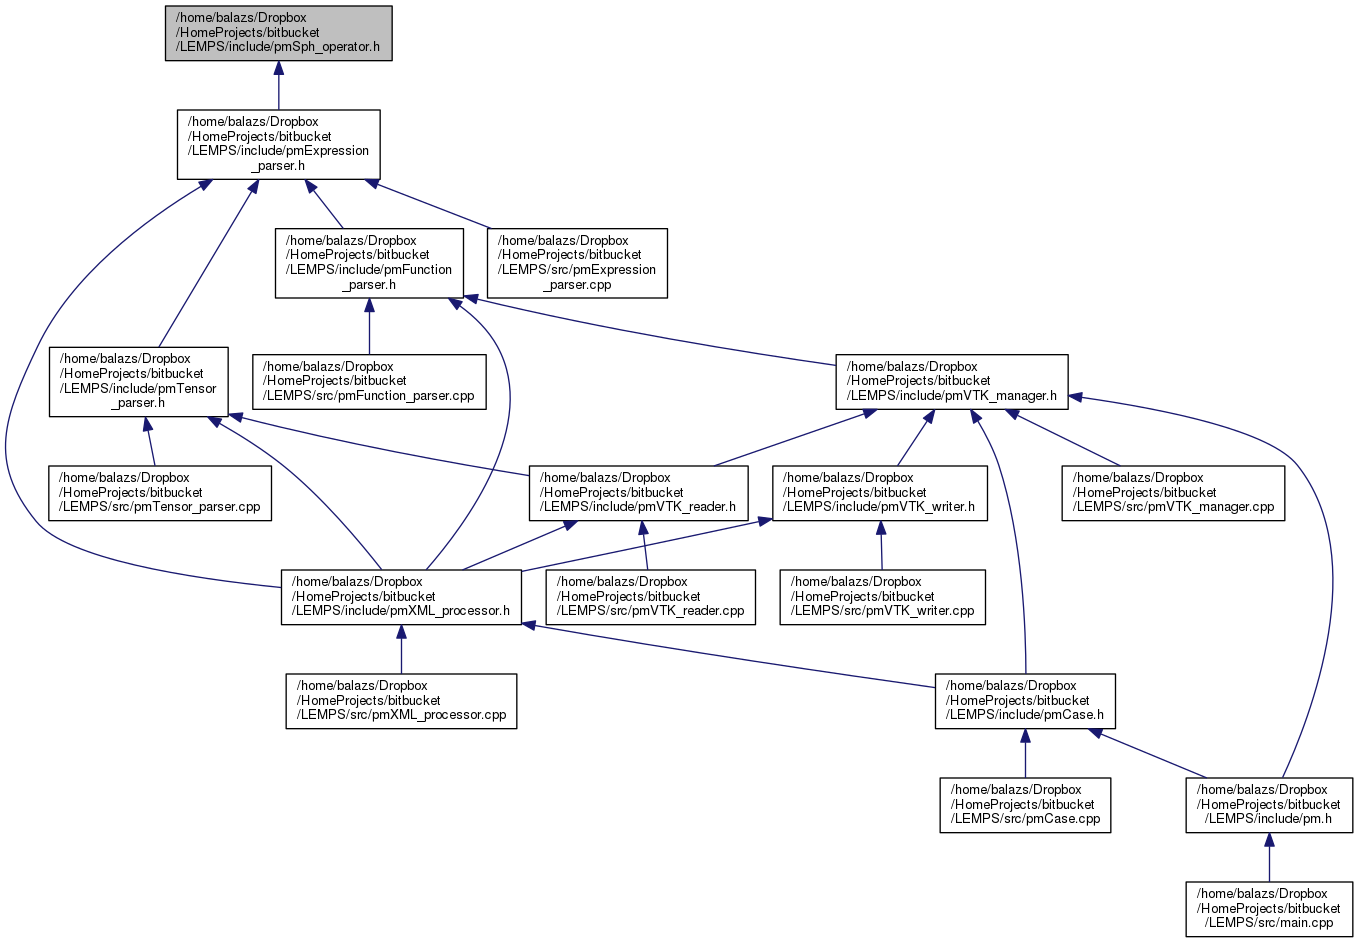 /home/balazs/Dropbox
/HomeProjects/bitbucket
/LEMPS/include/pmSph_operator.h
/home/balazs/Dropbox
/HomeProjects/bitbucket
/LEMPS/include/pmExpression
_parser.h
/home/balazs/Dropbox
/HomeProjects/bitbucket
/LEMPS/include/pmFunction
_parser.h
/home/balazs/Dropbox
/HomeProjects/bitbucket
/LEMPS/src/pmExpression
_parser.cpp
/home/balazs/Dropbox
/HomeProjects/bitbucket
/LEMPS/include/pmTensor
_parser.h
/home/balazs/Dropbox
/HomeProjects/bitbucket
/LEMPS/src/pmFunction_parser.cpp
/home/balazs/Dropbox
/HomeProjects/bitbucket
/LEMPS/include/pmVTK_manager.h
/home/balazs/Dropbox
/HomeProjects/bitbucket
/LEMPS/src/pmTensor_parser.cpp
/home/balazs/Dropbox
/HomeProjects/bitbucket
/LEMPS/include/pmVTK_reader.h
/home/balazs/Dropbox
/HomeProjects/bitbucket
/LEMPS/include/pmVTK_writer.h
/home/balazs/Dropbox
/HomeProjects/bitbucket
/LEMPS/src/pmVTK_manager.cpp
/home/balazs/Dropbox
/HomeProjects/bitbucket
/LEMPS/include/pmXML_processor.h
/home/balazs/Dropbox
/HomeProjects/bitbucket
/LEMPS/src/pmVTK_reader.cpp
/home/balazs/Dropbox
/HomeProjects/bitbucket
/LEMPS/src/pmVTK_writer.cpp
/home/balazs/Dropbox
/HomeProjects/bitbucket
/LEMPS/src/pmXML_processor.cpp
/home/balazs/Dropbox
/HomeProjects/bitbucket
/LEMPS/include/pmCase.h
/home/balazs/Dropbox
/HomeProjects/bitbucket
/LEMPS/src/pmCase.cpp
/home/balazs/Dropbox
/HomeProjects/bitbucket
/LEMPS/include/pm.h
/home/balazs/Dropbox
/HomeProjects/bitbucket
/LEMPS/src/main.cpp